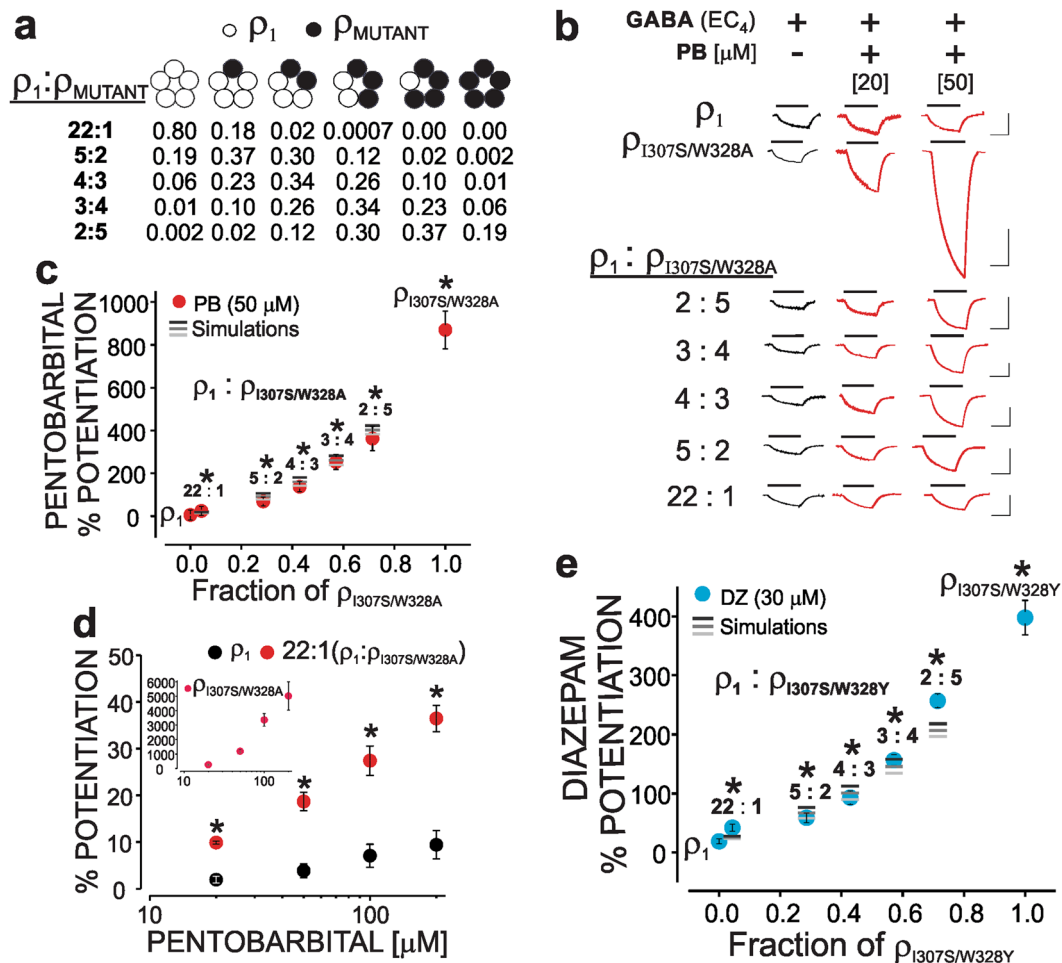 a
ρ1 ρMUTANT
ρ1:ρMUTANT
22:1 0.80 0.18 0.02 0.0007 0.00 0.00
5:2 0.19 0.37 0.30 0.12 0.02 0.002
4:3 0.06 0.23 0.34 0.26 0.10 0.01
3:4 0.01 0.10 0.26 0.34 0.23 0.06
2:5 0.002 0.02 0.12 0.30 0.37 0.19
b
GABA (EC4) + + +
PB [μM] - + +
[20] [50]
ρ1
ρI307S/W328A
ρ1 : ρI307S/W328A
2 : 5
3 : 4
4 : 3
5 : 2
22 : 1
c
PENTOBARBITAL
% POTENTIATION
1000
800
600
400
200
0
PB (50 μM)
Simulations
*
ρI307S/W328A
ρ1 : ρI307S/W328A
*
2 : 5
*
3 : 4
*
4 : 3
*
5 : 2
*
22 : 1
ρ1
0.0 0.2 0.4 0.6 0.8 1.0
Fraction of ρI307S/W328A
d
% POTENTIATION
50
40
30
20
10
0
ρ1 22:1(ρ1:ρI307S/W328A)
6000
5000
4000
3000
2000
1000
0
ρI307S/W328A
10 100
* * * *
10 100
PENTOBARBITAL [μM]
e
DIAZEPAM
% POTENTIATION
400
300
200
100
0
DZ (30 μM)
Simulations
*
ρI307S/W328Y
ρ1 : ρI307S/W328Y
*
2 : 5
*
3 : 4
*
4 : 3
*
5 : 2
*
22 : 1
ρ1
0.0 0.2 0.4 0.6 0.8 1.0
Fraction of ρI307S/W328Y